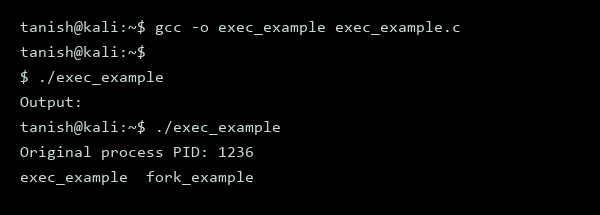 tanish@kali:~$ gcc -o exec_example exec_example.c
tanish@kali:~$
$ ./exec_example
Output:
tanish@kali:~$ ./exec_example
Original process PID: 1236
exec_example  fork_example